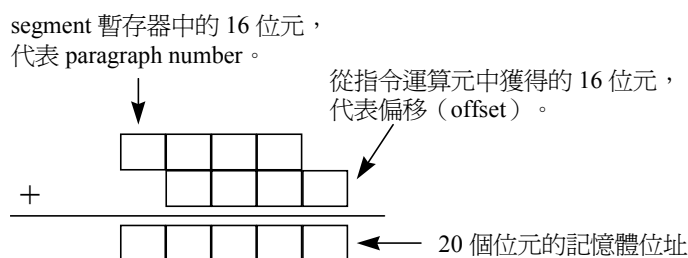 segment 暫存器中的 16 位元，
代表 paragraph number。
從指令運算元中獲得的 16 位元，
代表偏移（offset）。
+
20 個位元的記憶體位址